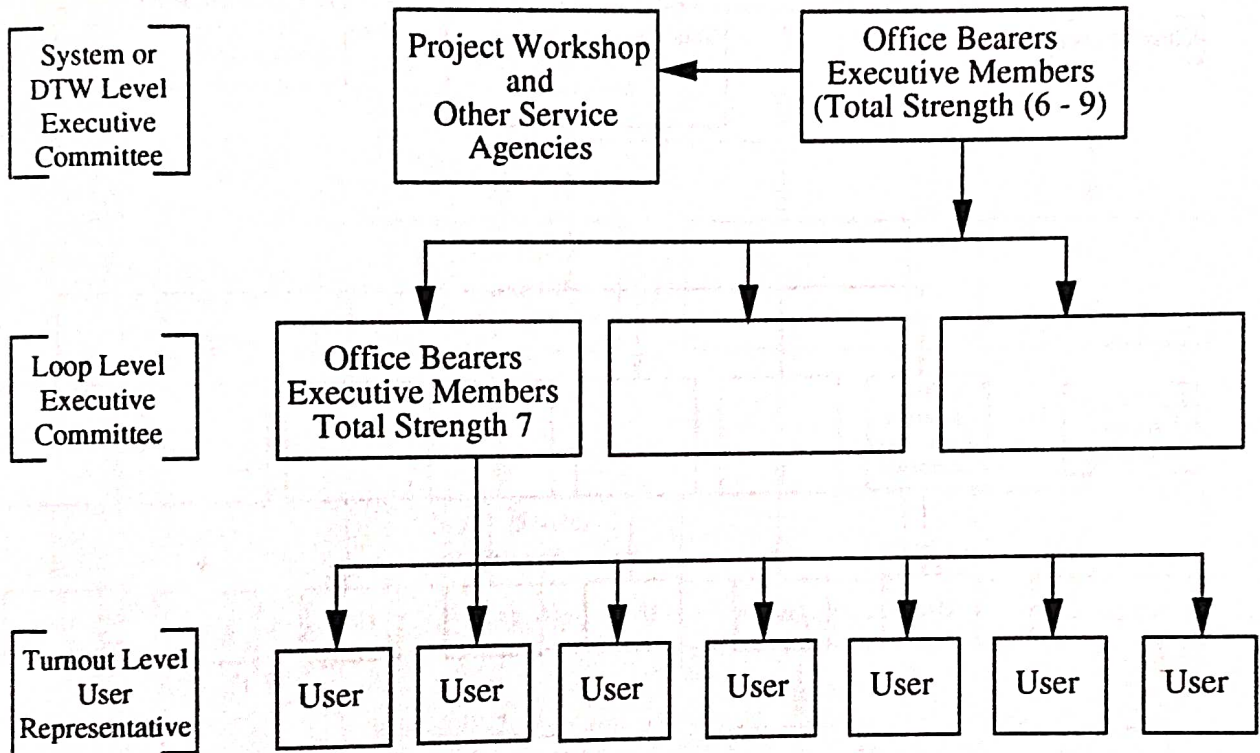 System or
DTW Level
Executive
Committee
Project Workshop
and
Other Service
Agencies
Office Bearers
Executive Members
(Total Strength (6 - 9)
Loop Level
Executive
Committee
Office Bearers
Executive Members
Total Strength 7
Turnout Level
User
Representative
User
User
User
User
User
User
User